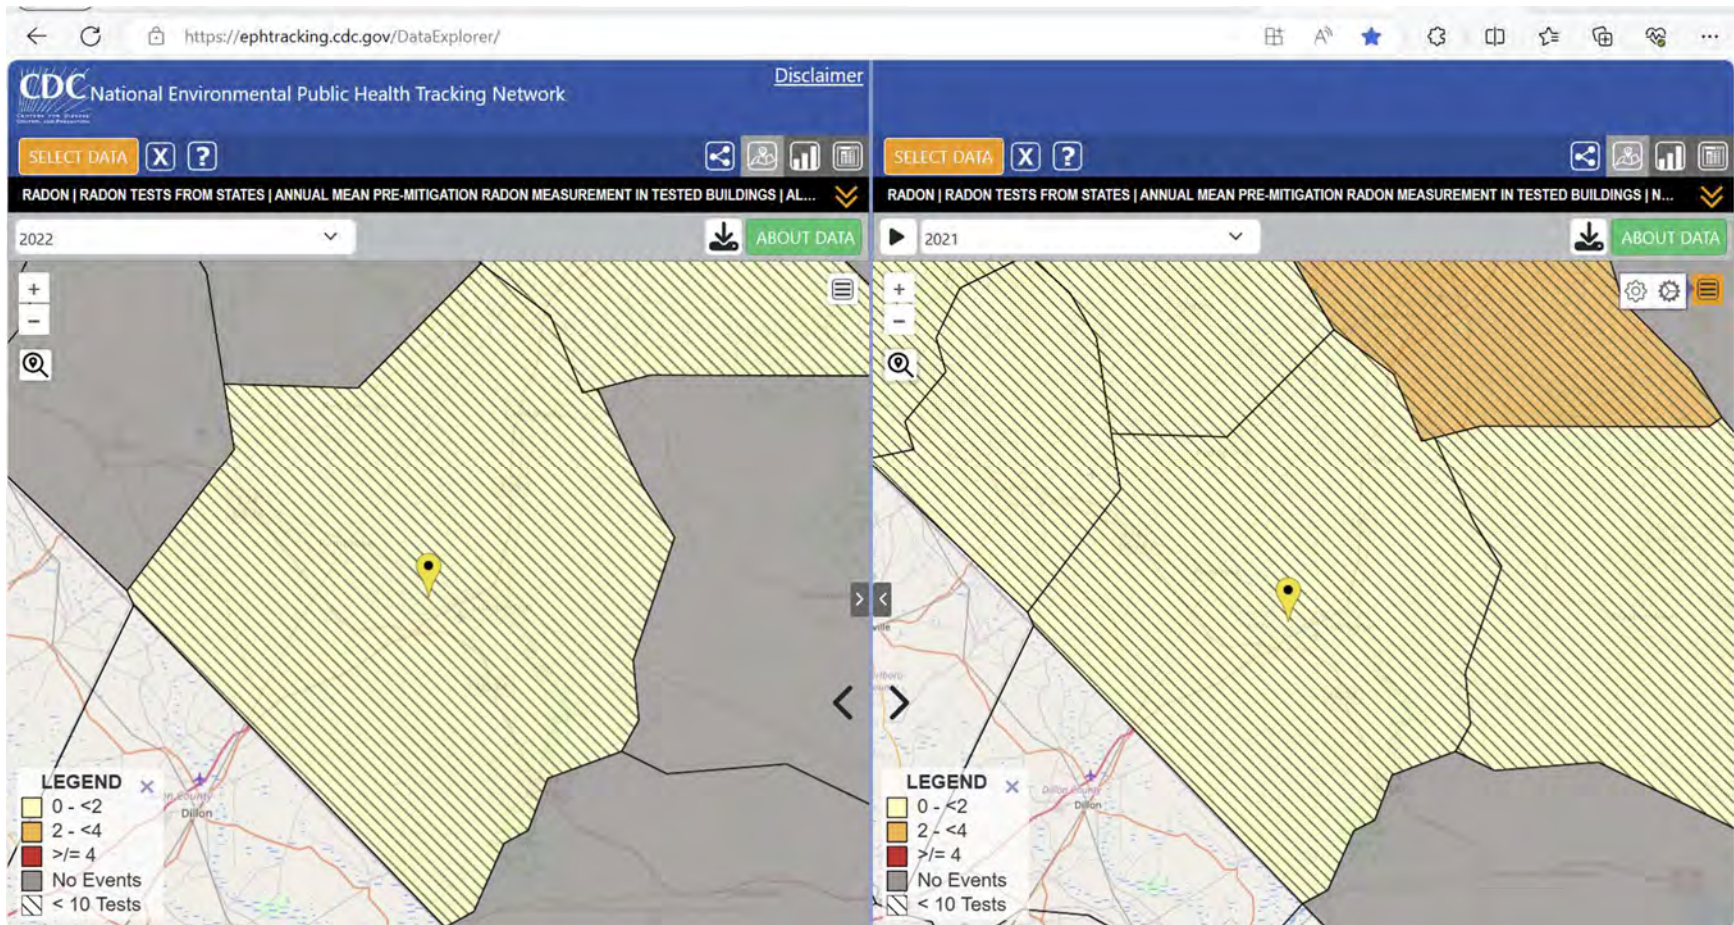 https://ephtracking.cdc.gov/DataExplorer/
Disclaimer
CDC National Environmental Public Health Tracking Network
SELECT DATA X ?
RADON | RADON TESTS FROM STATES | ANNUAL MEAN PRE-MITIGATION RADON MEASUREMENT IN TESTED BUILDINGS | AL...
2022
ABOUT DATA
+
−
Dillon
LEGEND
0 - <2
2 - <4
>/= 4
No Events
< 10 Tests
SELECT DATA X ?
RADON | RADON TESTS FROM STATES | ANNUAL MEAN PRE-MITIGATION RADON MEASUREMENT IN TESTED BUILDINGS | N...
2021
ABOUT DATA
+
−
ville
Dillon County
Dillon
LEGEND
0 - <2
2 - <4
>/= 4
No Events
< 10 Tests